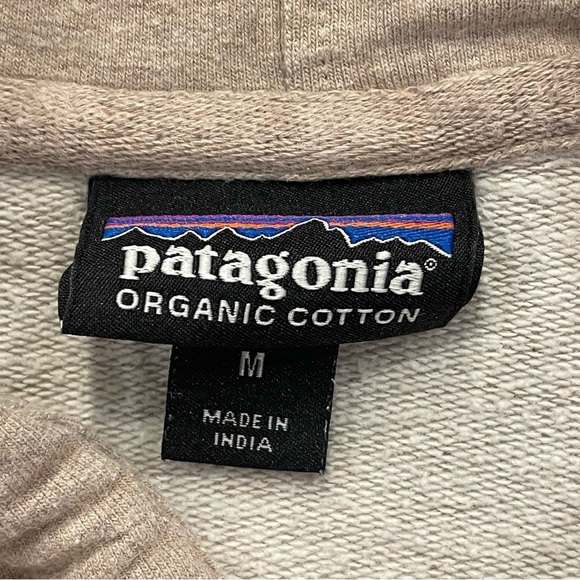 patagonia®
ORGANIC COTTON
M
MADE IN
INDIA